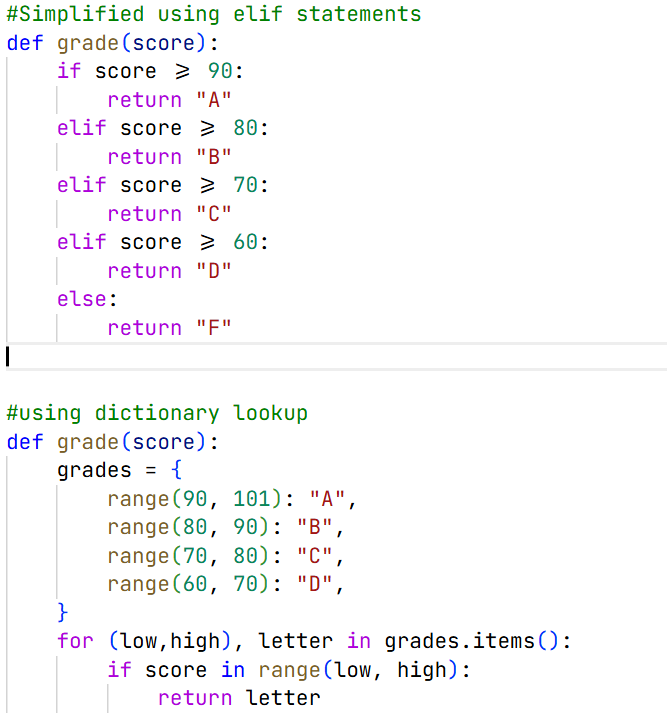 #Simplified using elif statements
def grade(score):
    if score >= 90:
        return "A"
    elif score >= 80:
        return "B"
    elif score >= 70:
        return "C"
    elif score >= 60:
        return "D"
    else:
        return "F"
#using dictionary lookup
def grade(score):
    grades = {
        range(90, 101): "A",
        range(80, 90): "B",
        range(70, 80): "C",
        range(60, 70): "D",
    }
    for (low,high), letter in grades.items():
        if score in range(low, high):
            return letter